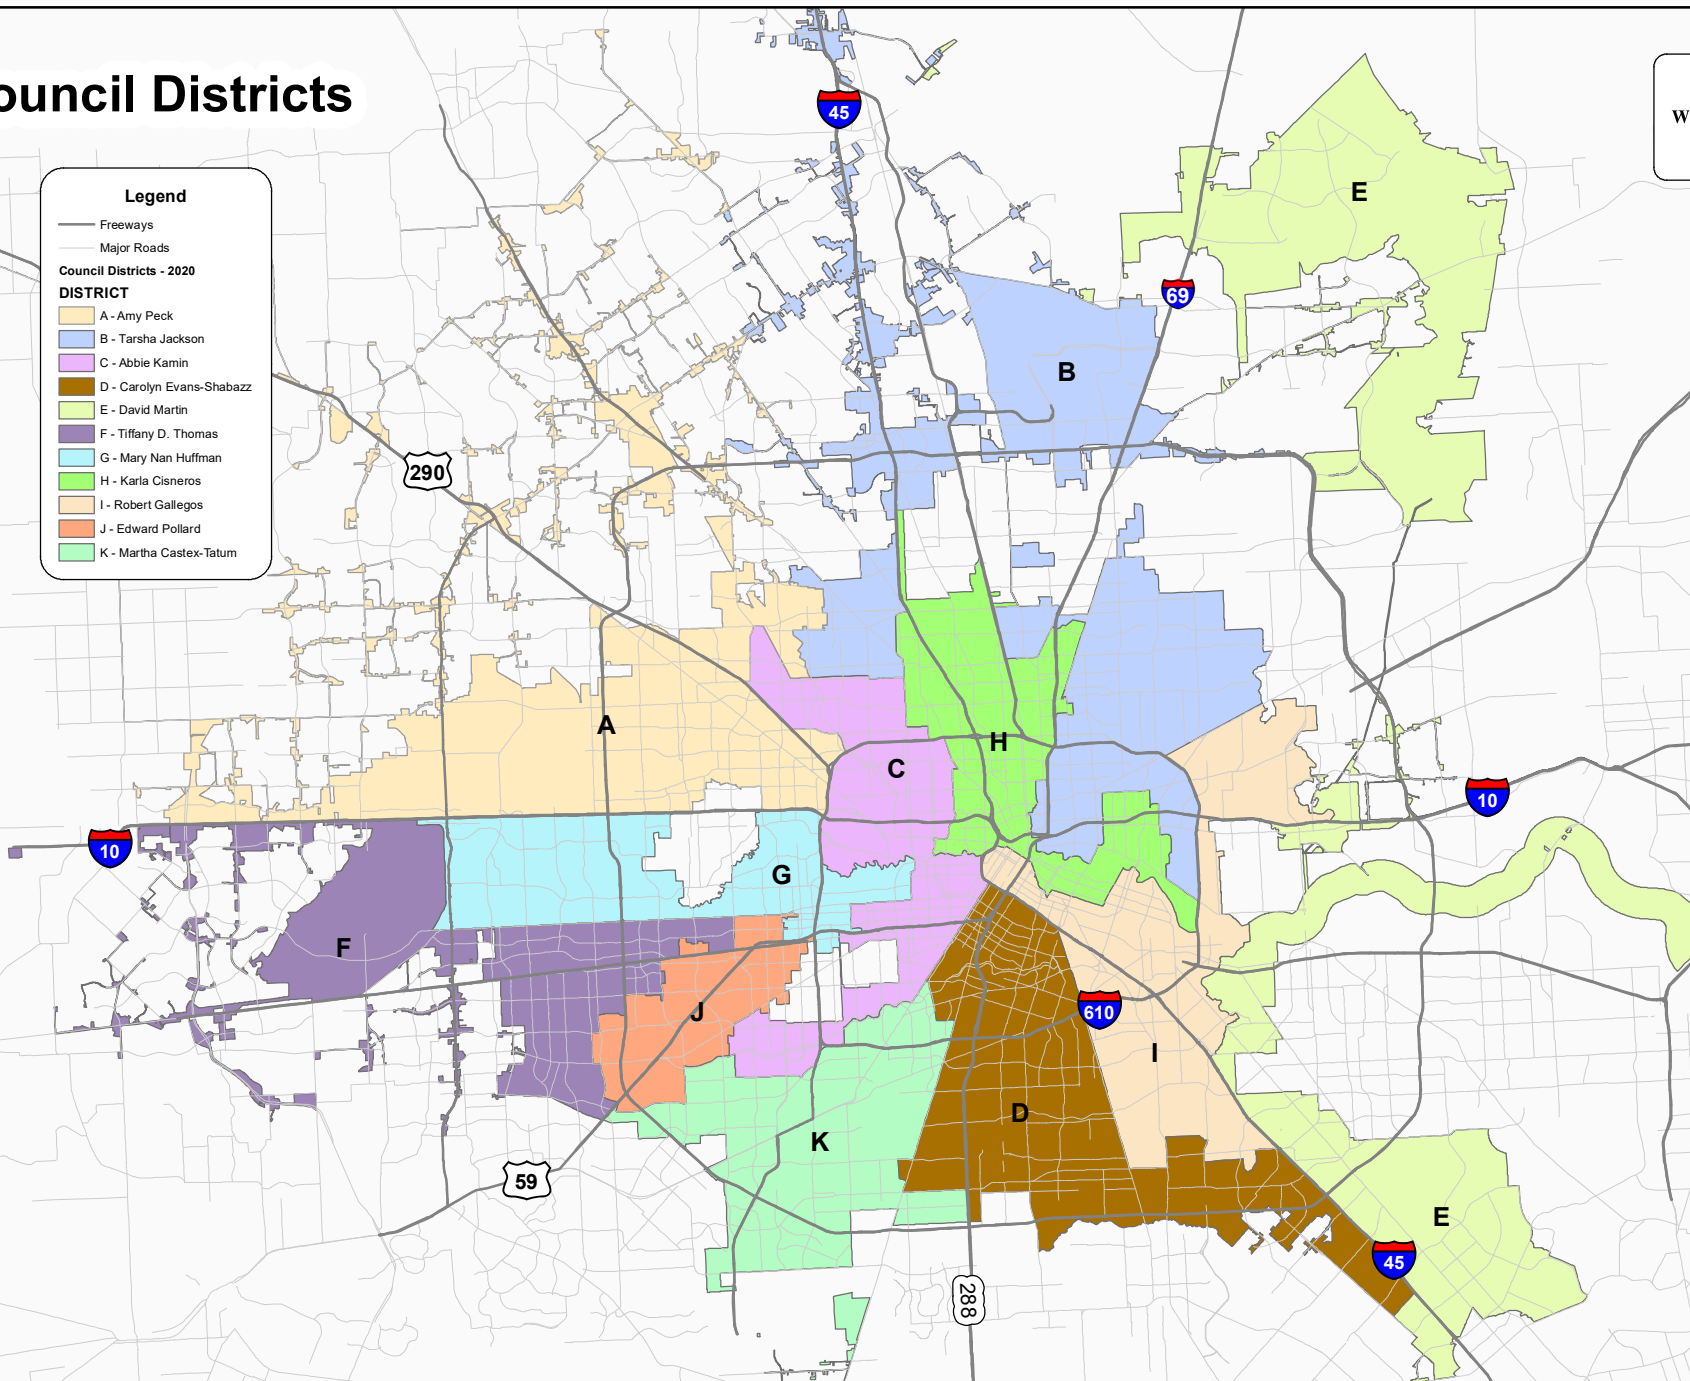 ouncil Districts
W
Legend
Freeways
Major Roads
Council Districts - 2020
DISTRICT
A - Amy Peck
B - Tarsha Jackson
C - Abbie Kamin
D - Carolyn Evans-Shabazz
E - David Martin
F - Tiffany D. Thomas
G - Mary Nan Huffman
H - Karla Cisneros
I - Robert Gallegos
J - Edward Pollard
K - Martha Castex-Tatum
45
E
69
B
290
A
H
C
10
10
G
F
J
610
I
D
K
59
E
45
288